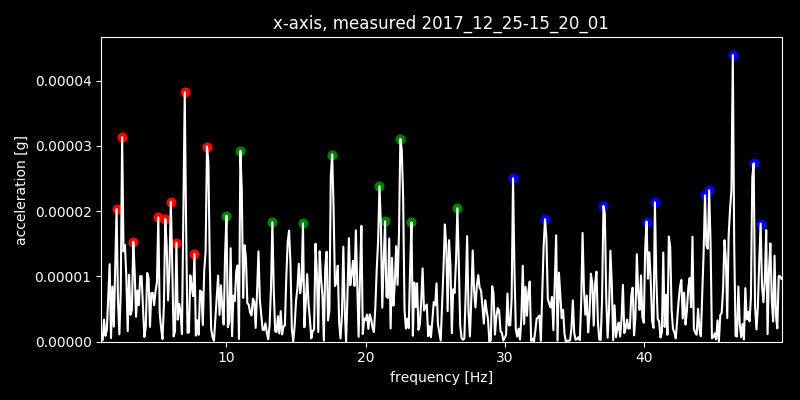 x-axis, measured 2017_12_25-15_20_01
acceleration [g]
0.00004
0.00003
0.00002
0.00001
0.00000
10 20 30 40
frequency [Hz]